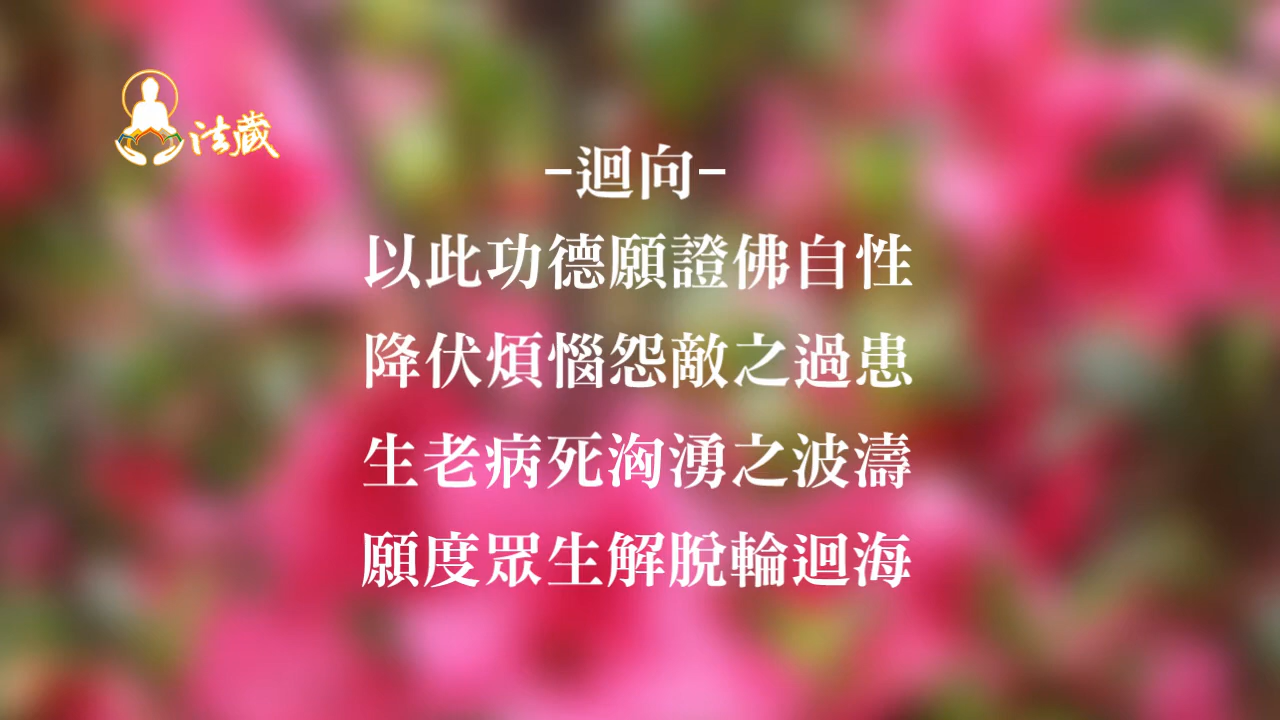 法藏
-迴向-
以此功德願證佛自性
降伏煩惱怨敵之過患
生老病死洶湧之波濤
願度眾生解脫輪迴海